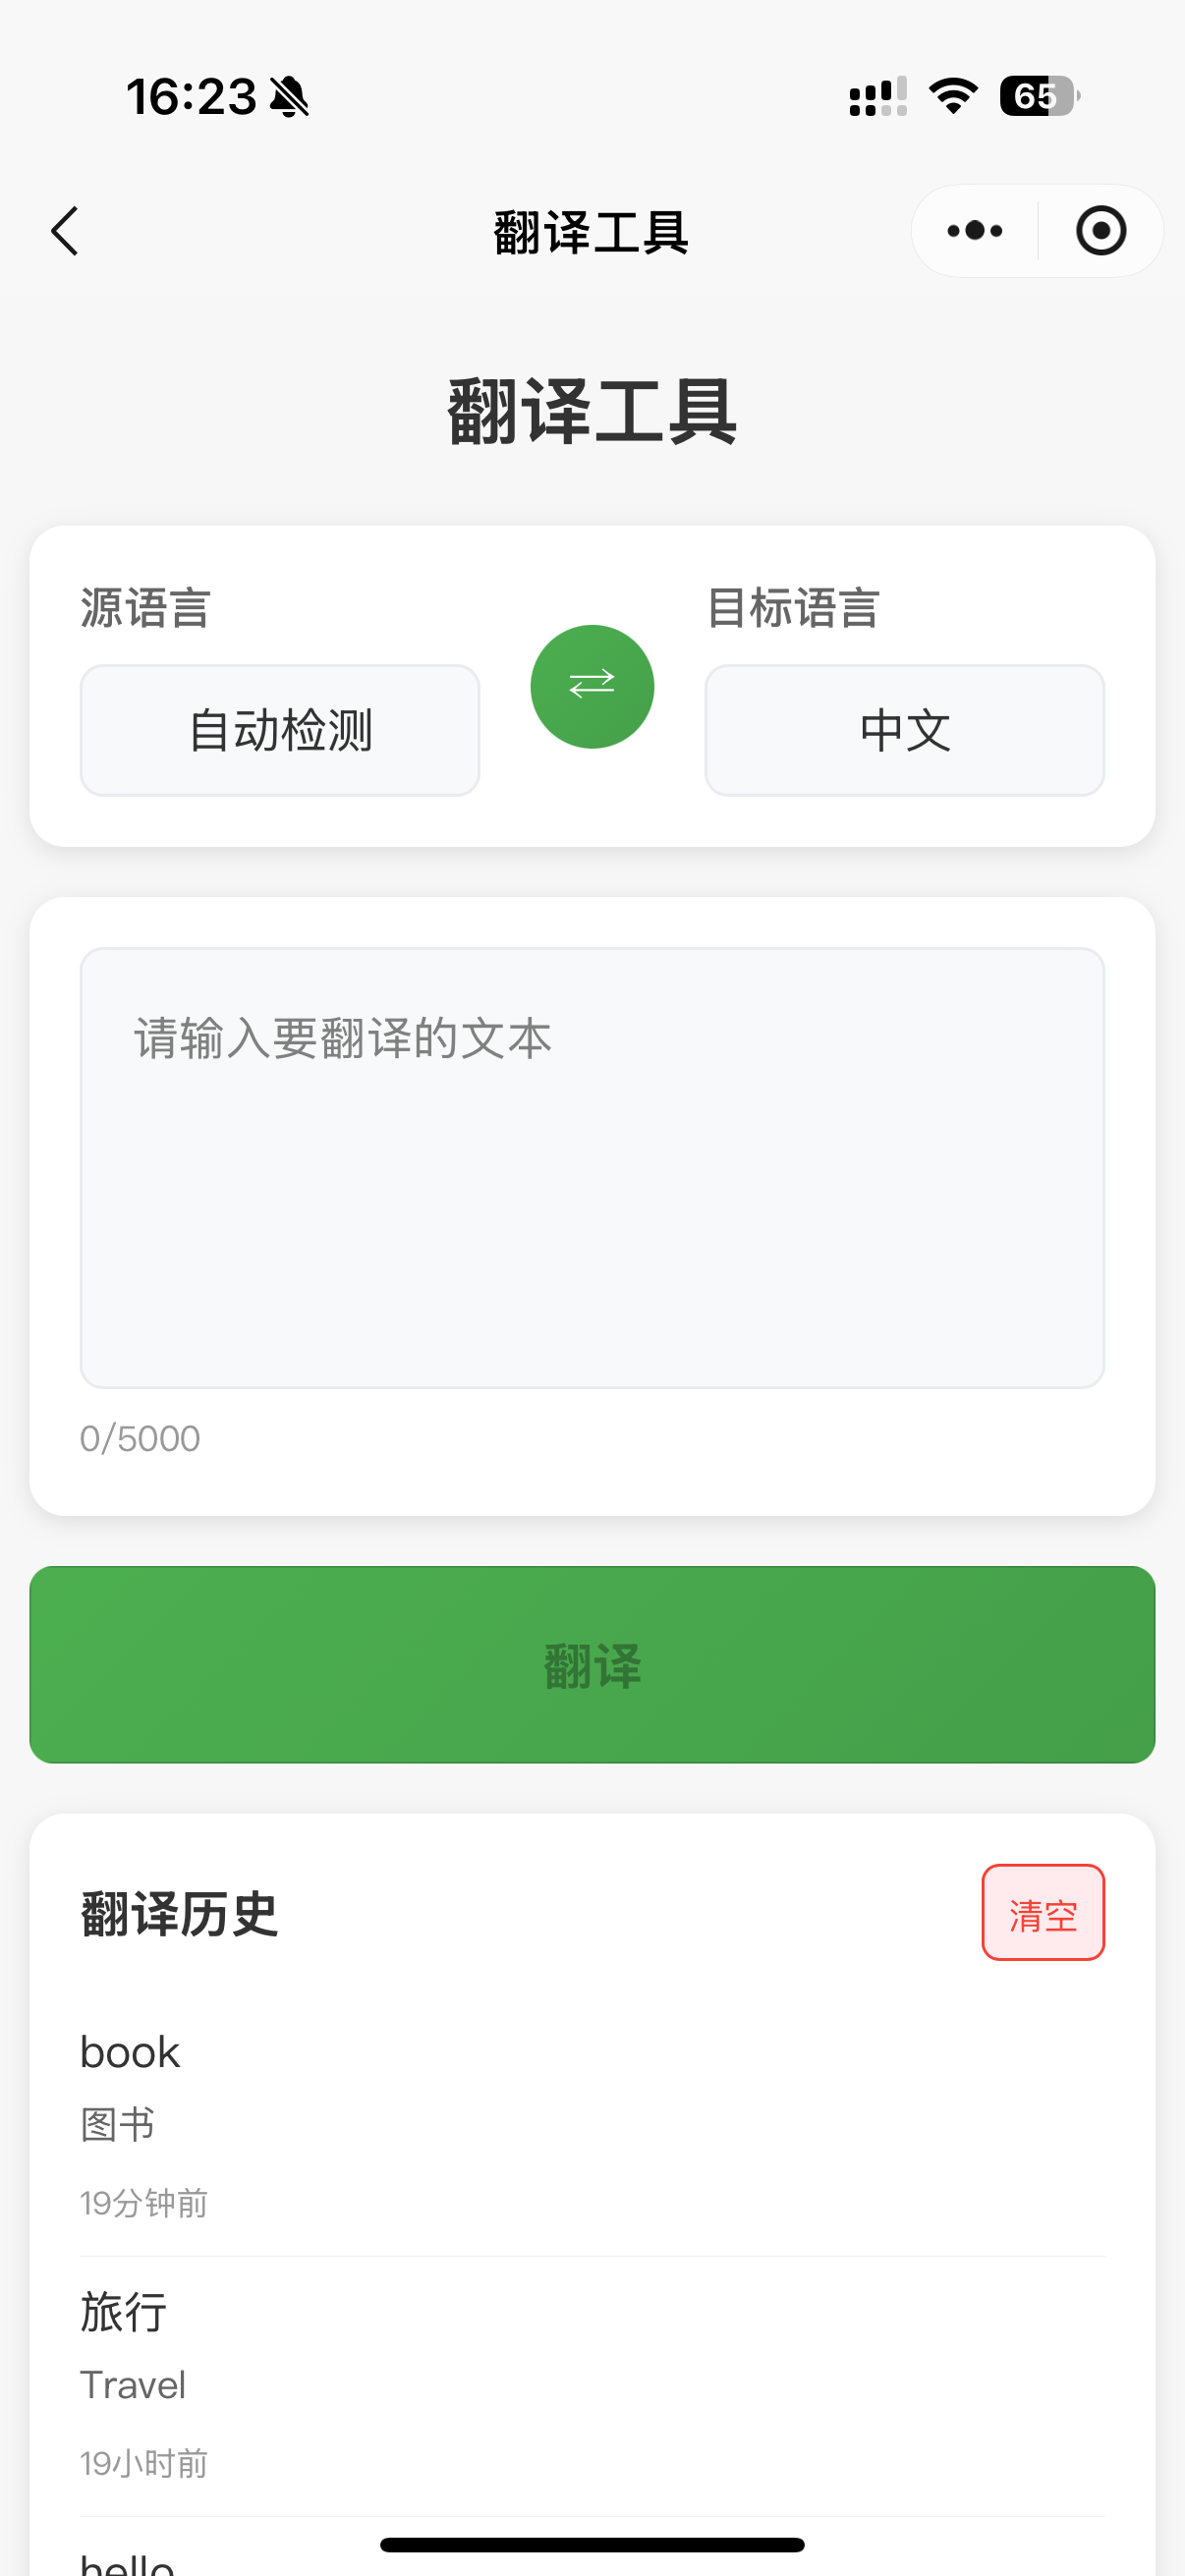 16:23
65
翻译工具
翻译工具
源语言
目标语言
自动检测
中文
请输入要翻译的文本
0/5000
翻译
翻译历史
清空
book
图书
19分钟前
旅行
Travel
19小时前
hello